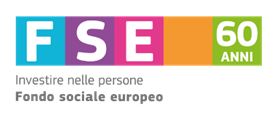 FSE 60
ANNI
Investire nelle persone
Fondo sociale europeo